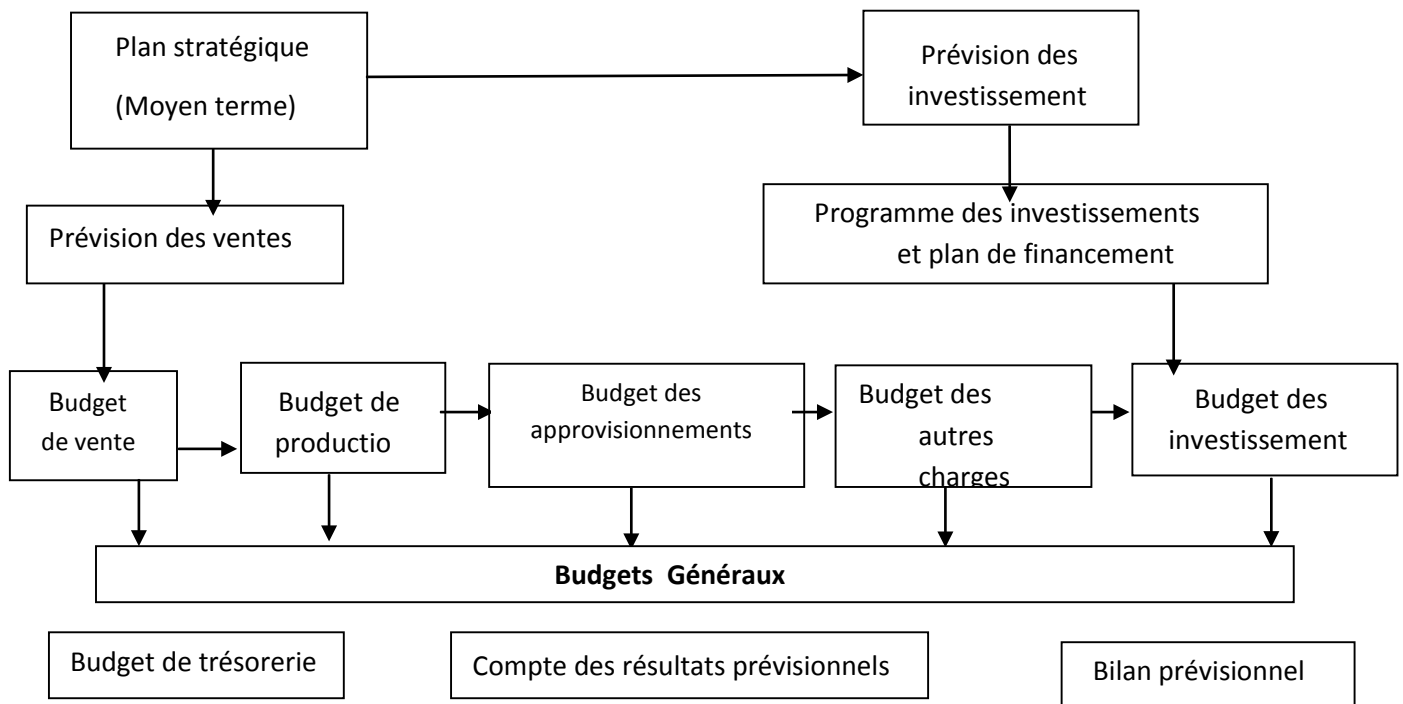 Plan stratégique
(Moyen terme)
Prévision des
investissement
Prévision des ventes
Programme des investissements
et plan de financement
Budget
de vente
Budget de
productio
Budget des
approvisionnements
Budget des
autres
charges
Budget des
investissement
Budgets Généraux
Budget de trésorerie
Compte des résultats prévisionnels
Bilan prévisionnel